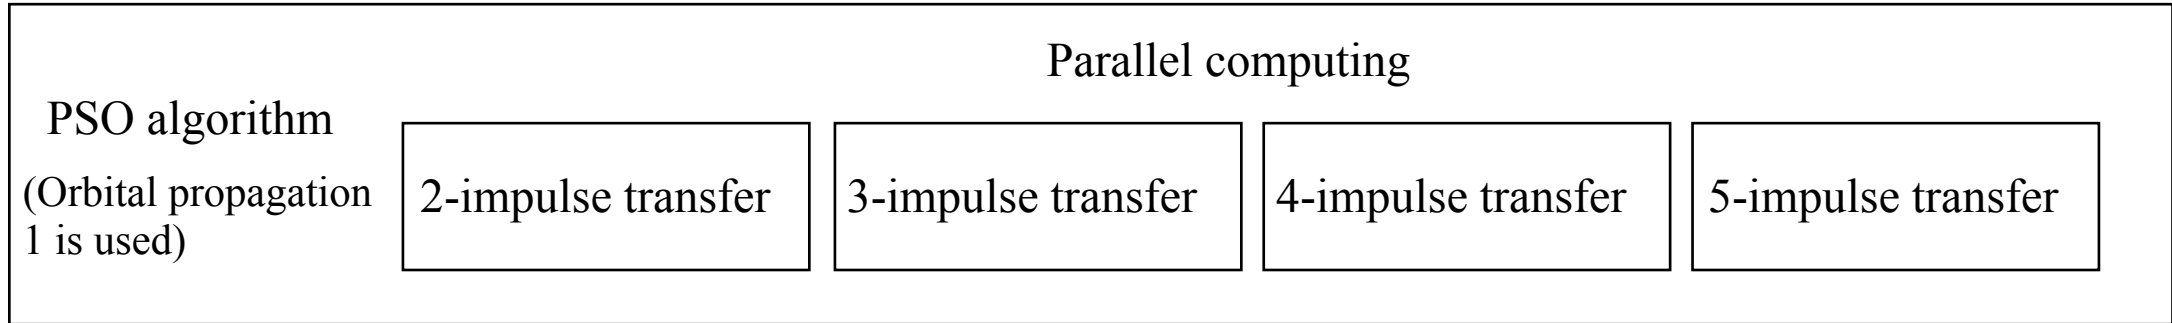 Parallel computing
PSO algorithm
(Orbital propagation
1 is used)
2-impulse transfer
3-impulse transfer
4-impulse transfer
5-impulse transfer